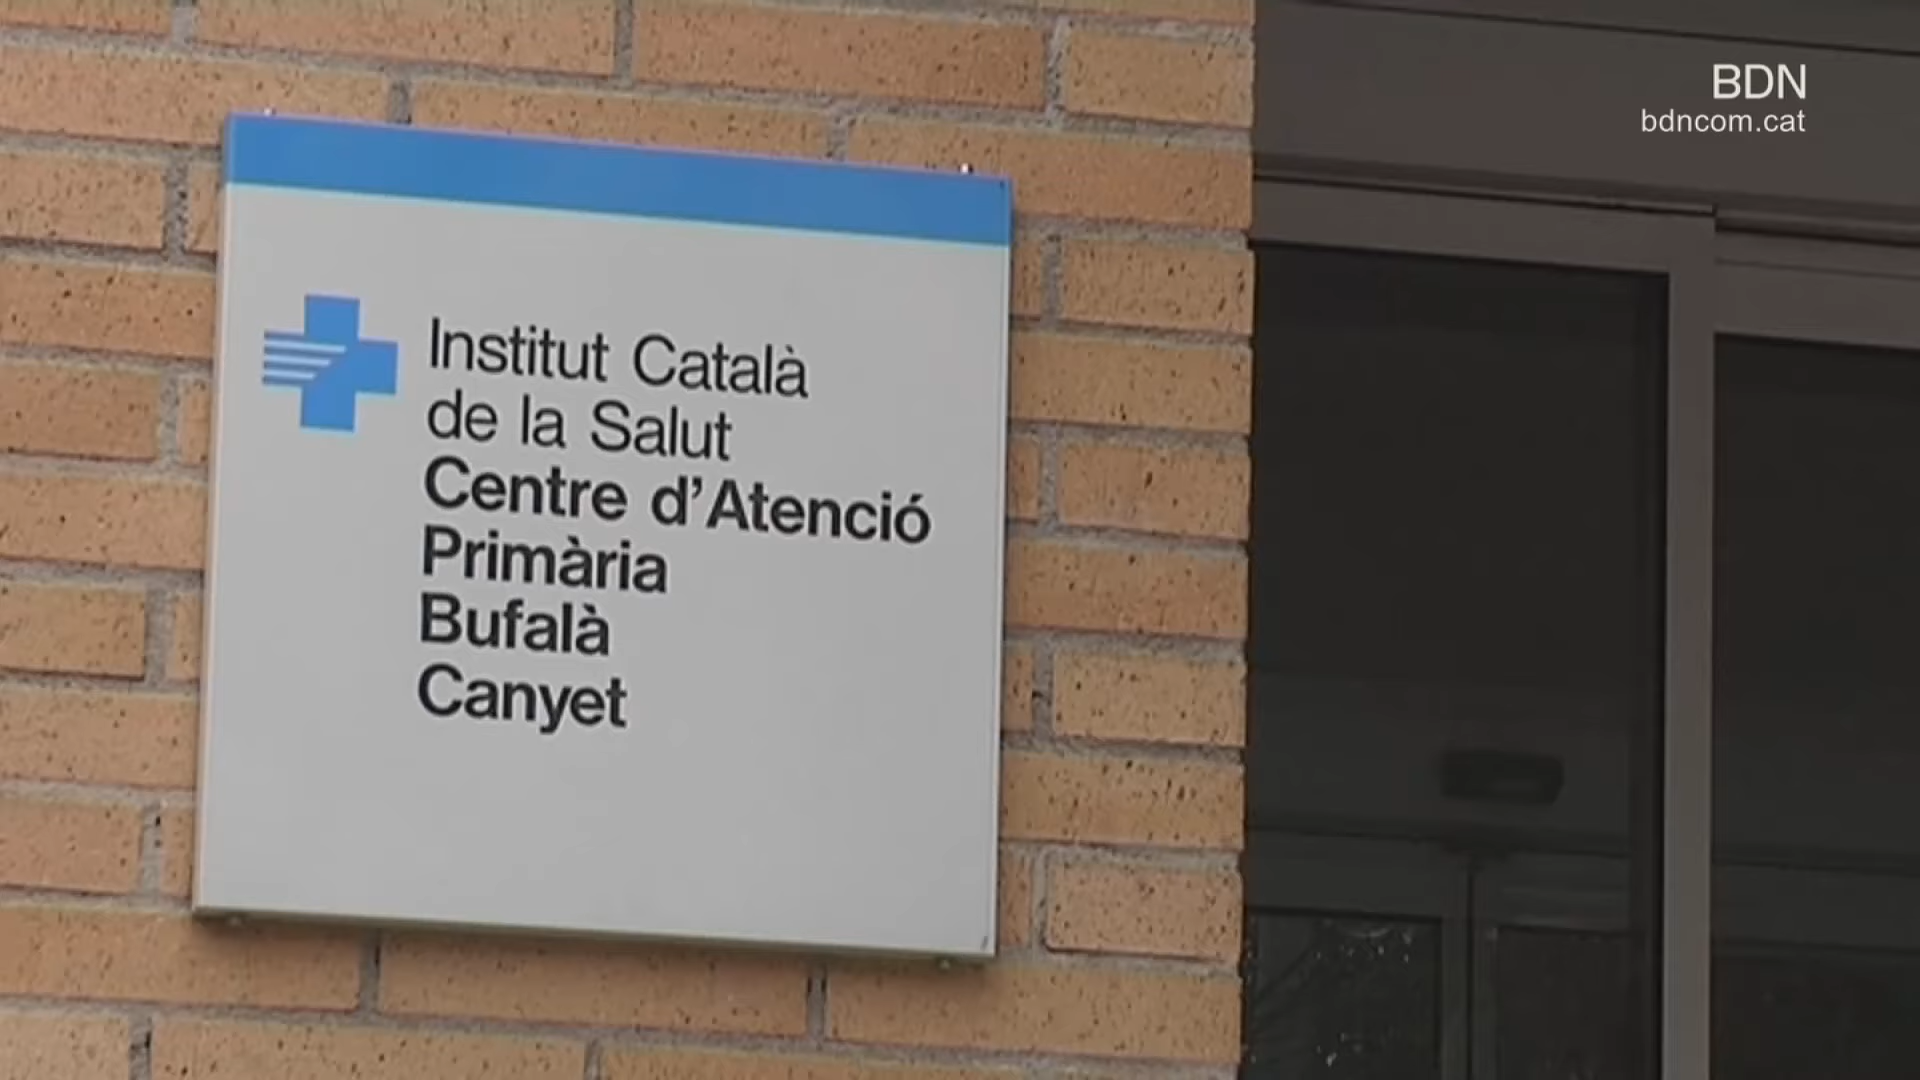 BDN
bdncom.cat
Institut Català
de la Salut
Centre d'Atenció
Primària
Bufalà
Canyet